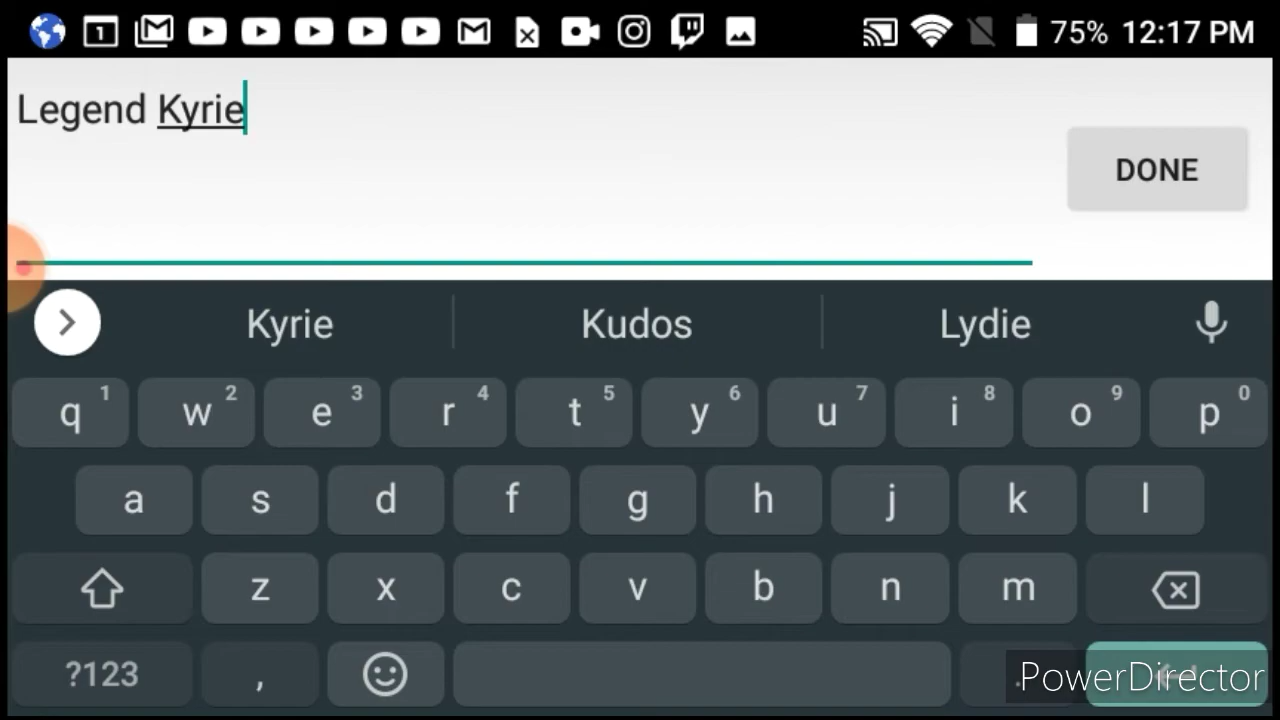 1 75% 12:17 PM
Legend Kyrie
DONE
Kyrie Kudos Lydie
q 1 w 2 e 3 r 4 t 5 y 6 u 7 i 8 o 9 p 0
a s d f g h j k l
z x c v b n m
?123 , .
PowerDirector